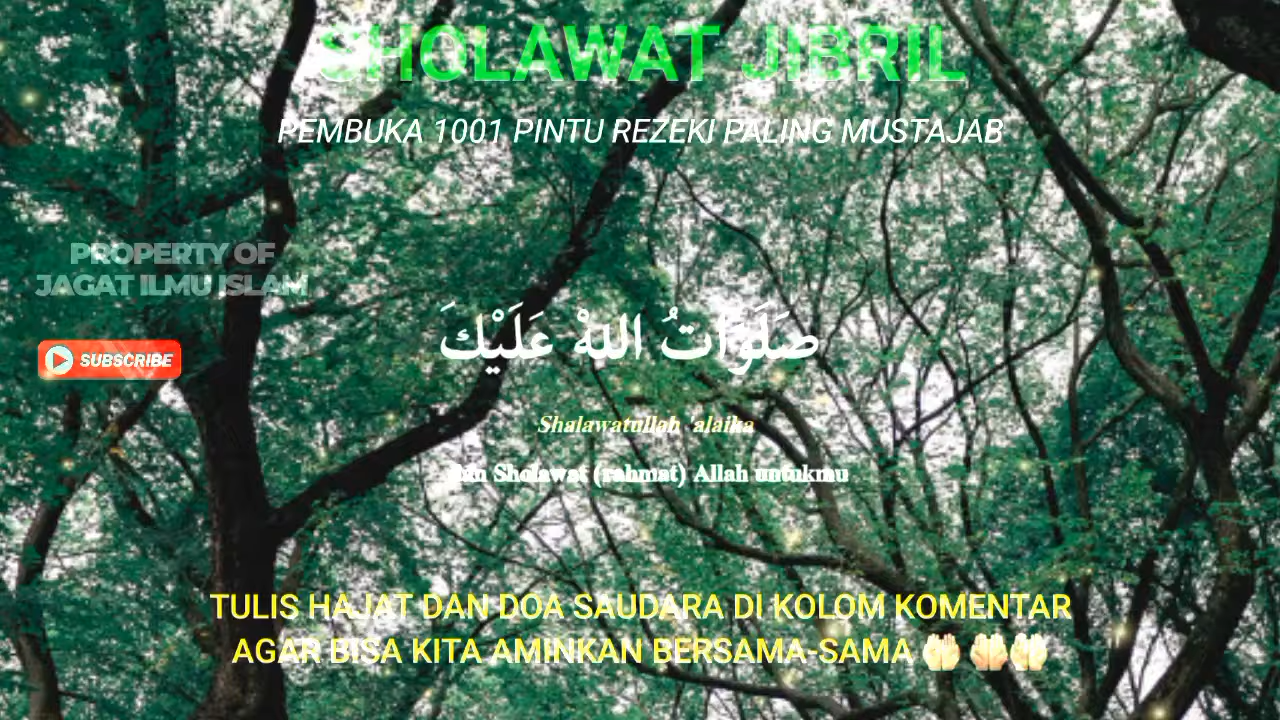 SHOLAWAT JIBRIL
PEMBUKA 1001 PINTU REZEKI PALING MUSTAJAB
PROPERTY OF
JAGAT ILMU ISLAM
صَلَوَاتُ اللهْ عَلَيْكَ
SUBSCRIBE
Shalawatullah 'alaika
Sholawat (rahmat) Allah untukmu
TULIS HAJAT DAN DOA SAUDARA DI KOLOM KOMENTAR
AGAR BISA KITA AMINKAN BERSAMA-SAMA 🤲🏻 🤲🏻🤲🏻